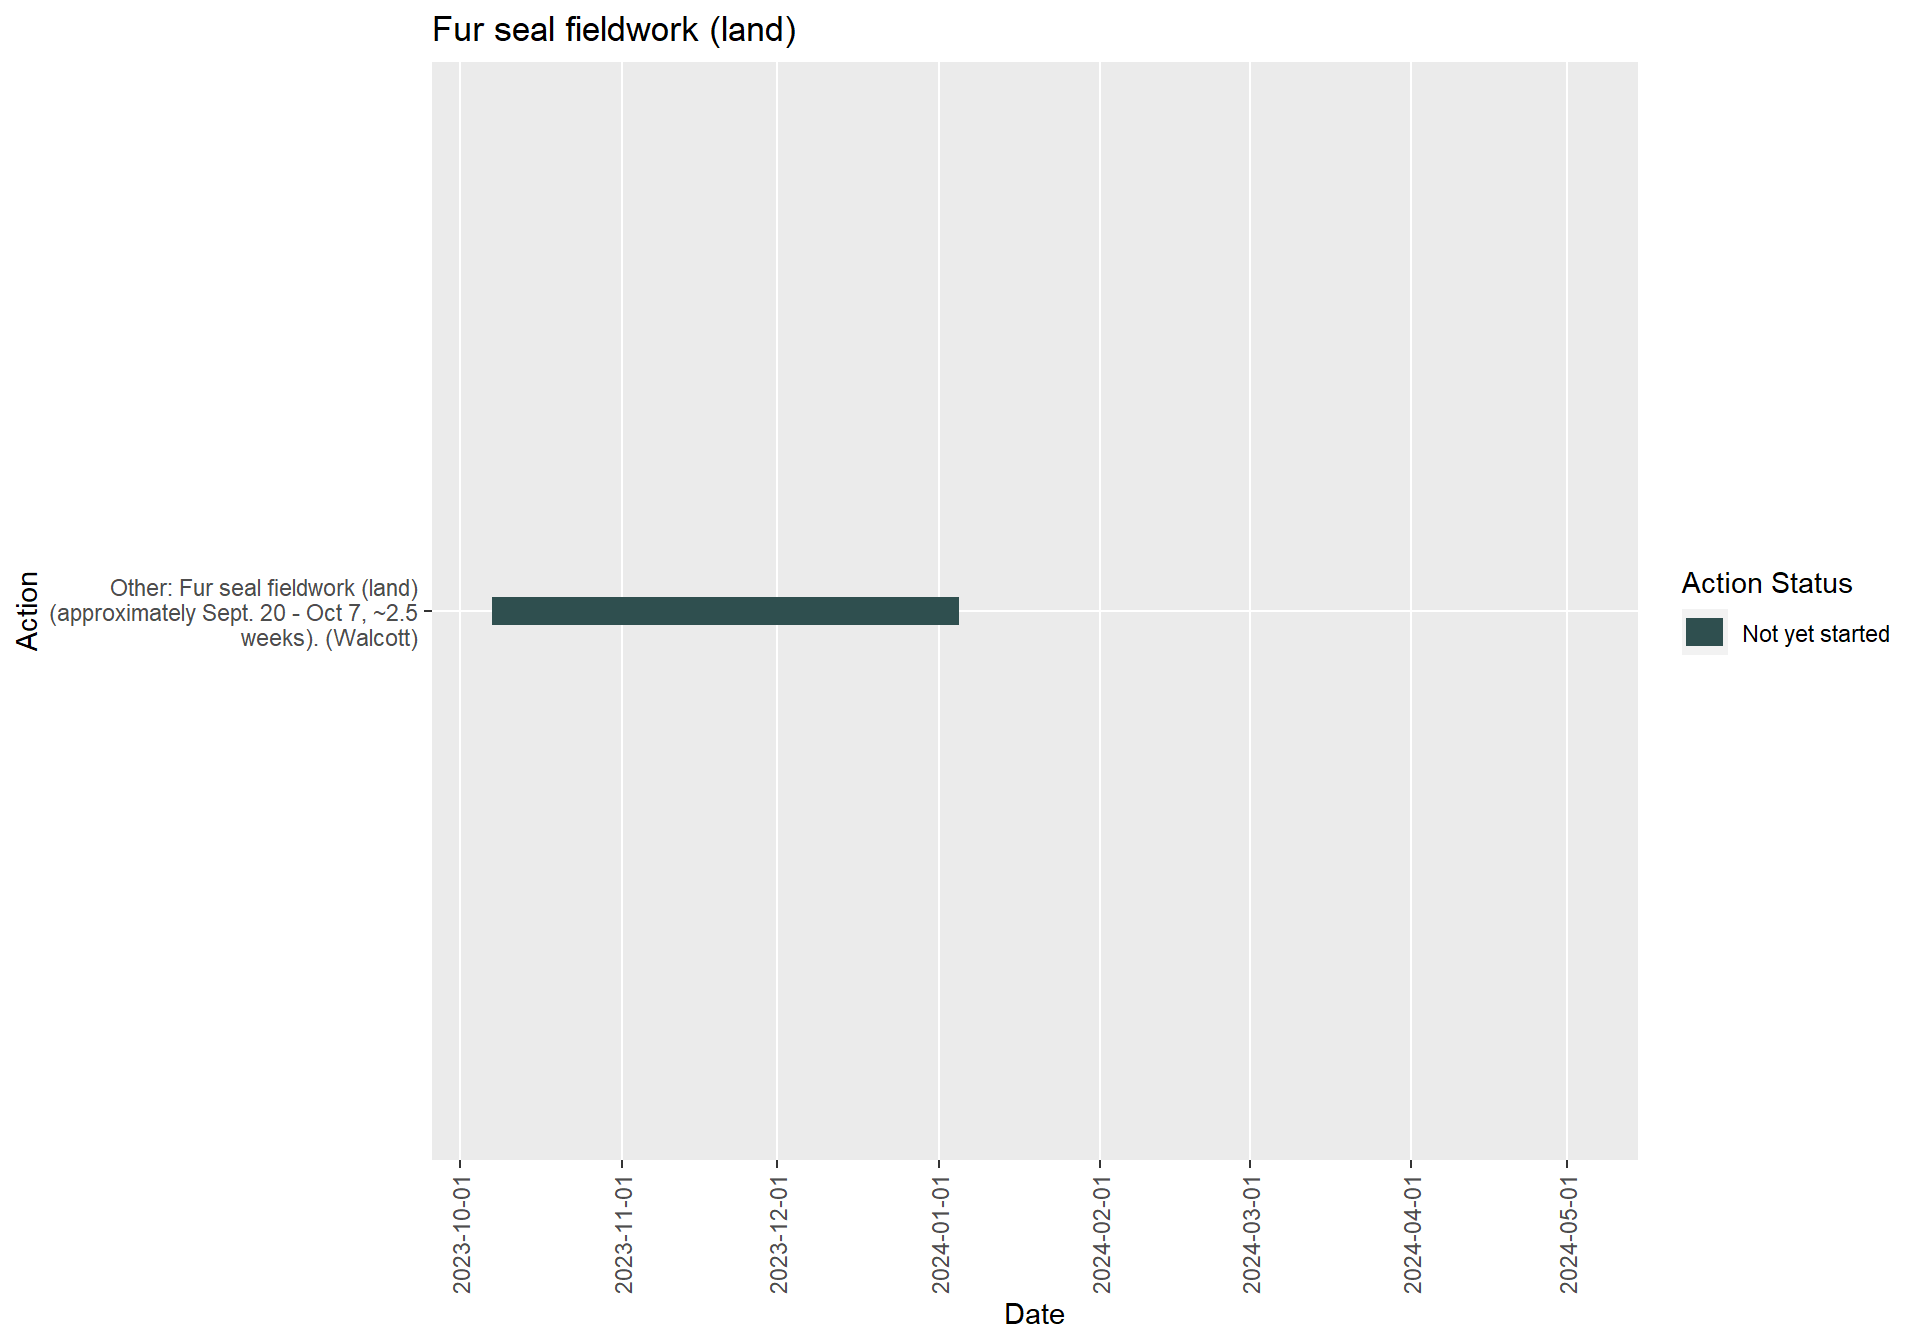 Fur seal fieldwork (land)
Action
Other: Fur seal fieldwork (land)
(approximately Sept. 20 - Oct 7, ~2.5
weeks). (Walcott)
Action Status
Not yet started
2023-10-01
2023-11-01
2023-12-01
2024-01-01
2024-02-01
2024-03-01
2024-04-01
2024-05-01
Date